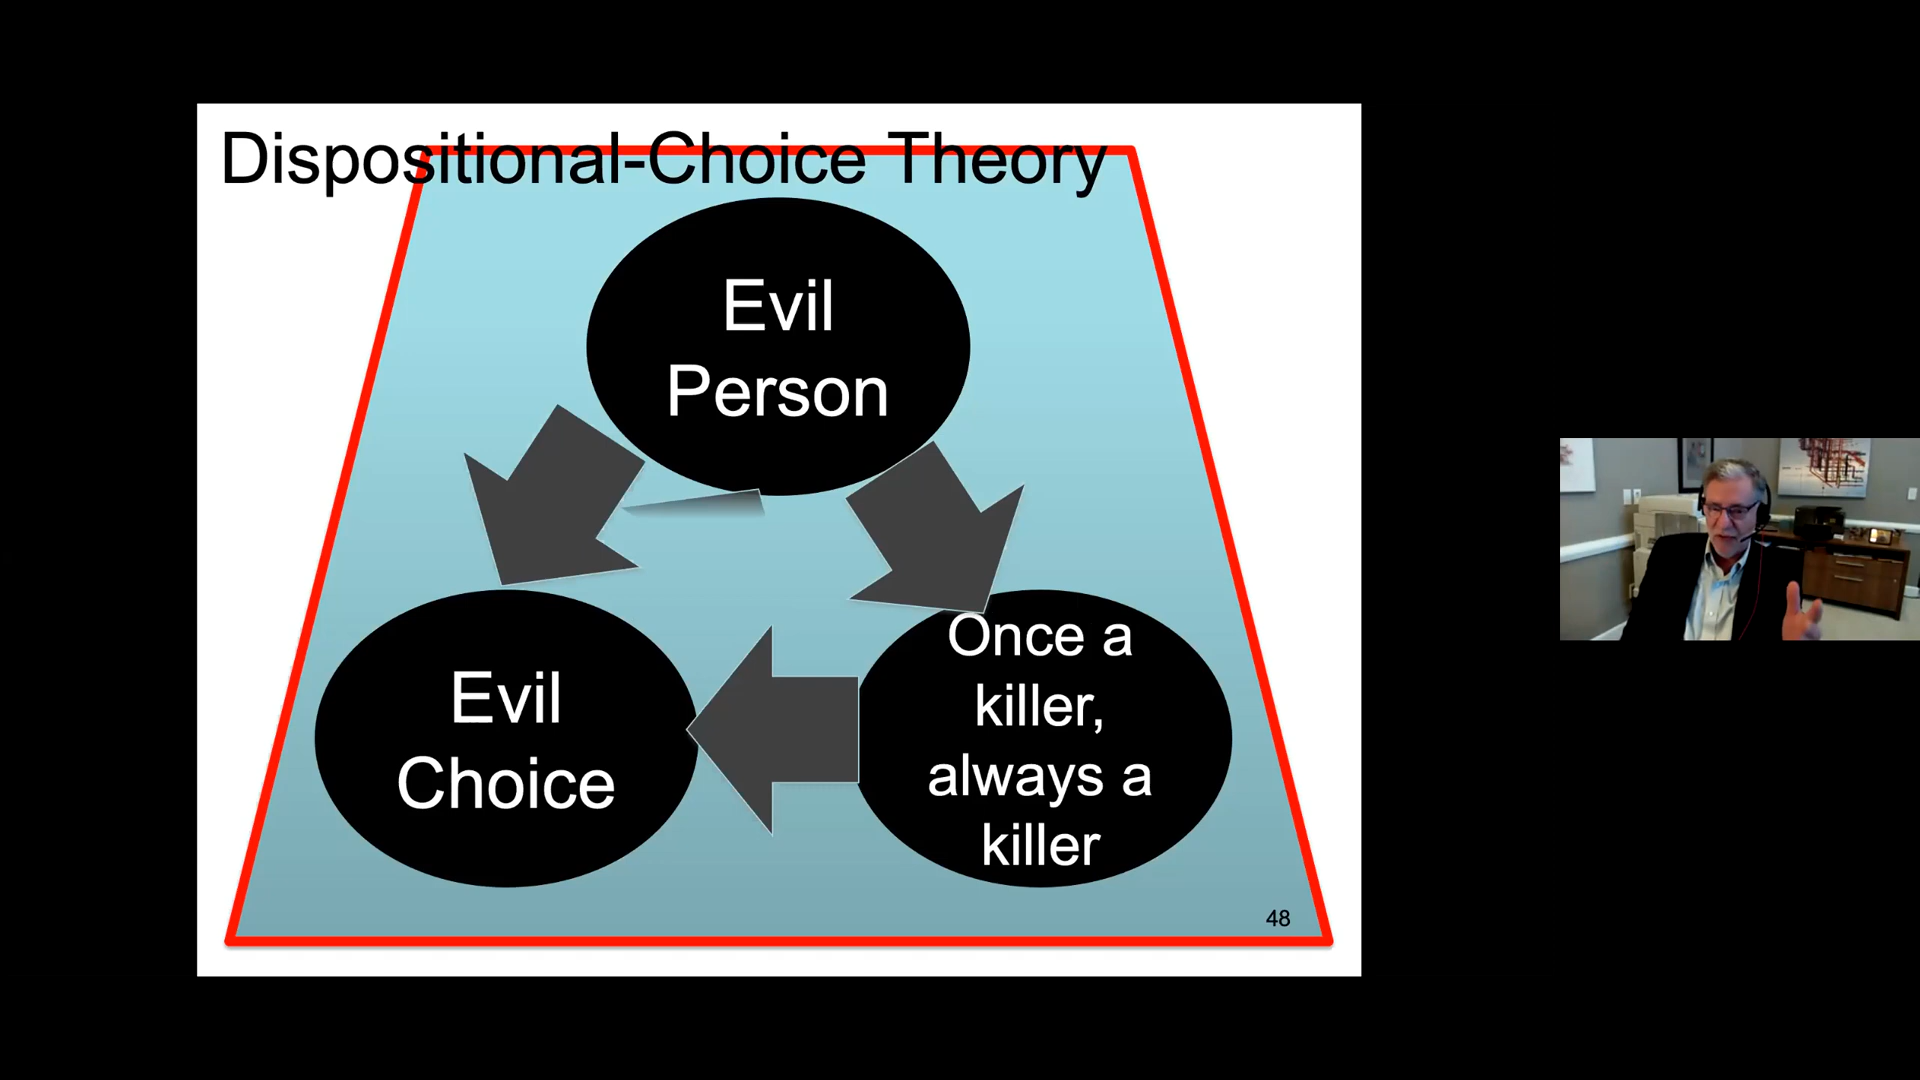 Dispositional-Choice Theory
Evil
Person
Evil
Choice
Once a
killer,
always a
killer
48